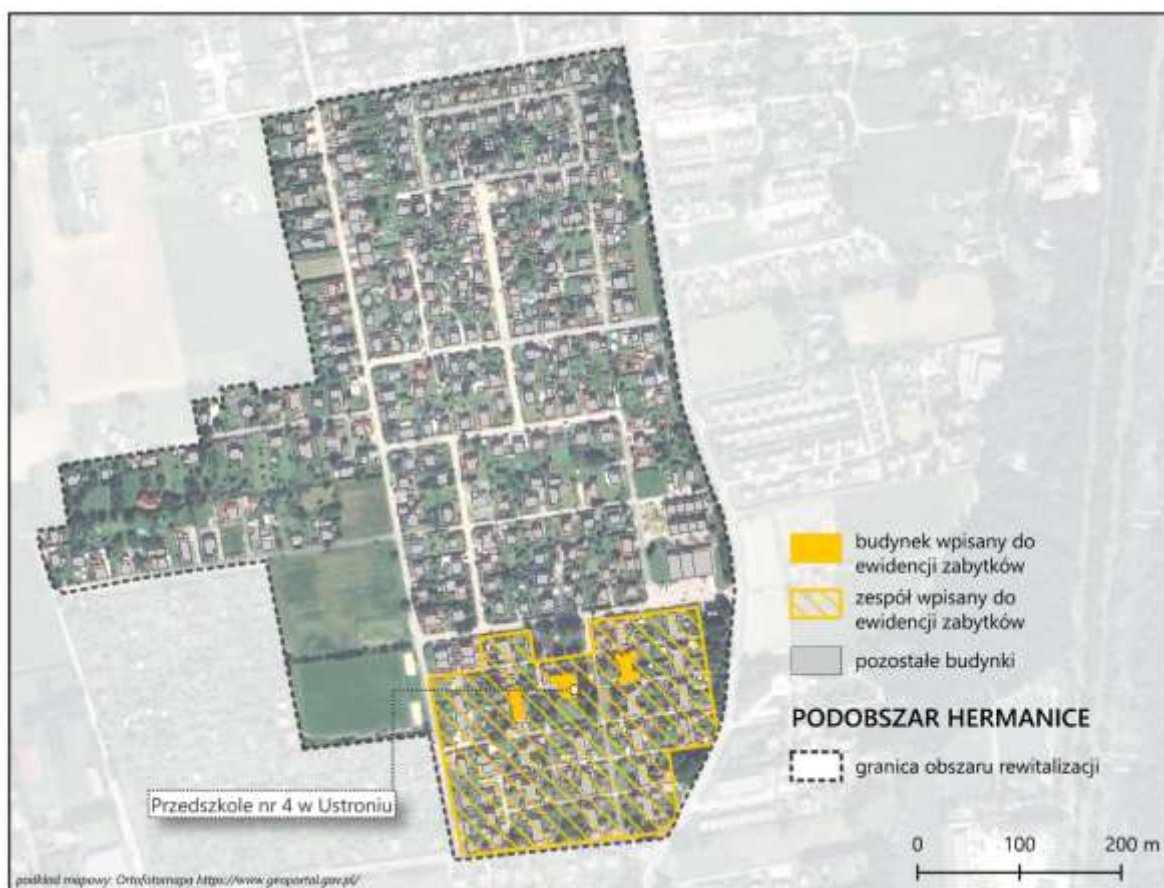 budynek wpisany do
ewidencji zabytków
zespół wpisany do
ewidencji zabytków
pozostałe budynki
PODOBSZAR HERMANICE
granica obszaru rewitalizacji
Przedszkole nr 4 w Ustroniu
0 100 200 m
podkład mapowy: Ortofotomapa https://www.geoportal.gov.pl/